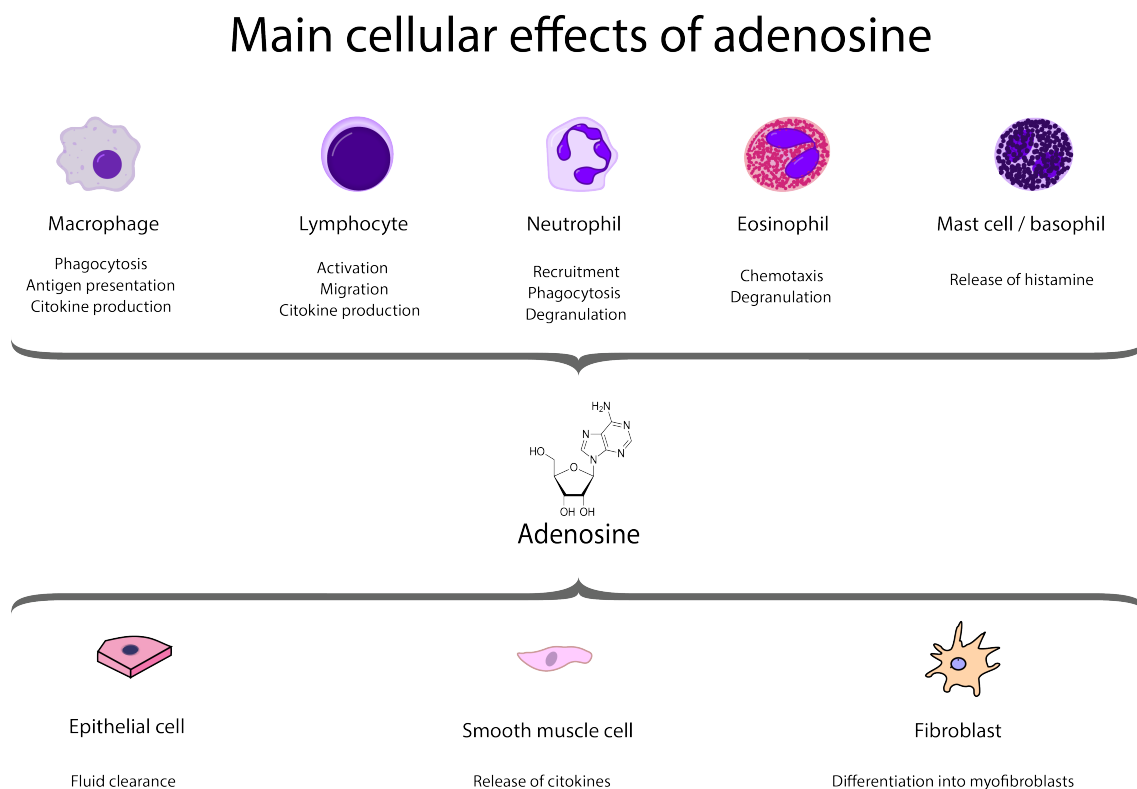 Main cellular effects of adenosine
Macrophage
Phagocytosis
Antigen presentation
Citokine production
Lymphocyte
Activation
Migration
Citokine production
Neutrophil
Recruitment
Phagocytosis
Degranulation
Eosinophil
Chemotaxis
Degranulation
Mast cell / basophil
Release of histamine
H₂N
N
N
N
N
HO
O
OH OH
Adenosine
Epithelial cell
Fluid clearance
Smooth muscle cell
Release of citokines
Fibroblast
Differentiation into myofibroblasts